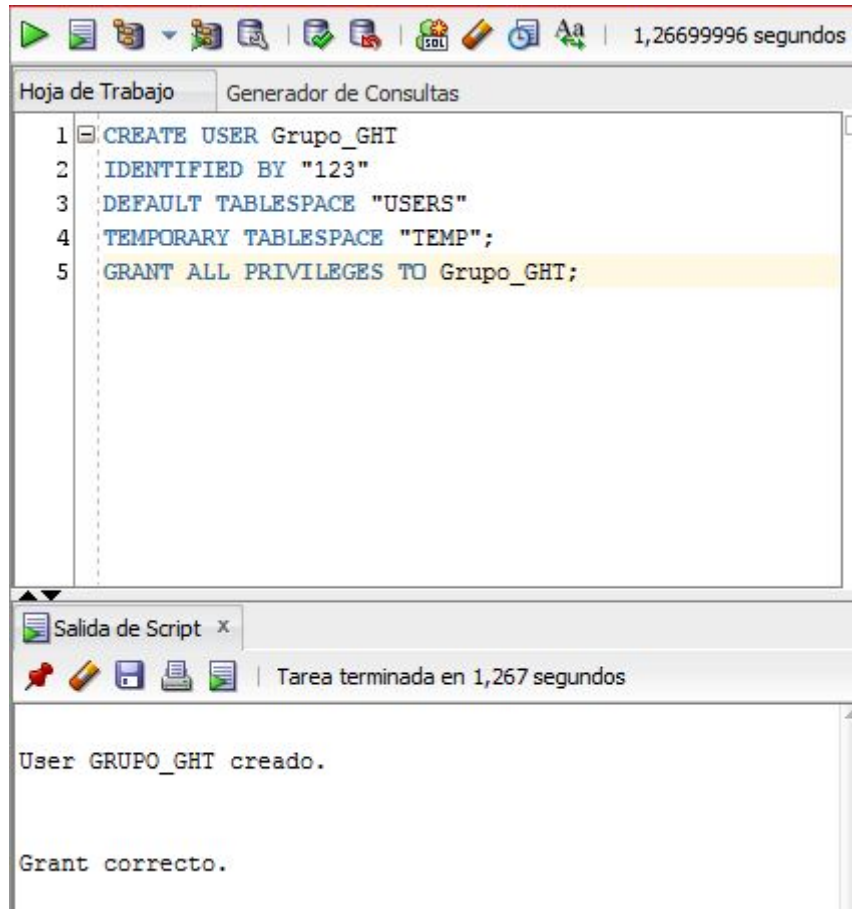 1,26699996 segundos
Hoja de Trabajo Generador de Consultas
1 CREATE USER Grupo_GHT
2 IDENTIFIED BY "123"
3 DEFAULT TABLESPACE "USERS"
4 TEMPORARY TABLESPACE "TEMP";
5 GRANT ALL PRIVILEGES TO Grupo_GHT;
Salida de Script x
Tarea terminada en 1,267 segundos
User GRUPO_GHT creado.
Grant correcto.